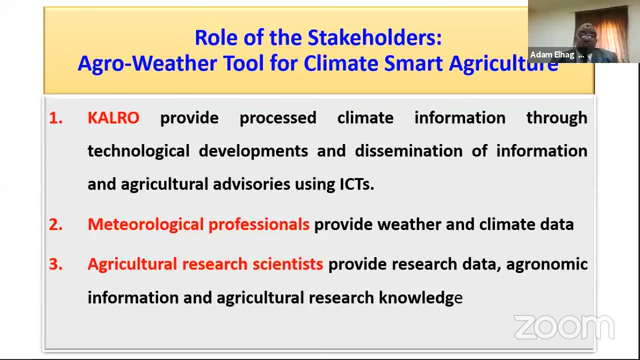 Role of the Stakeholders:
Agro-Weather Tool for Climate Smart Agriculture
Adam Elhag ...
1. KALRO provide processed climate information through
technological developments and dissemination of information
and agricultural advisories using ICTs.
2. Meteorological professionals provide weather and climate data
3. Agricultural research scientists provide research data, agronomic
information and agricultural research knowledge
zoom